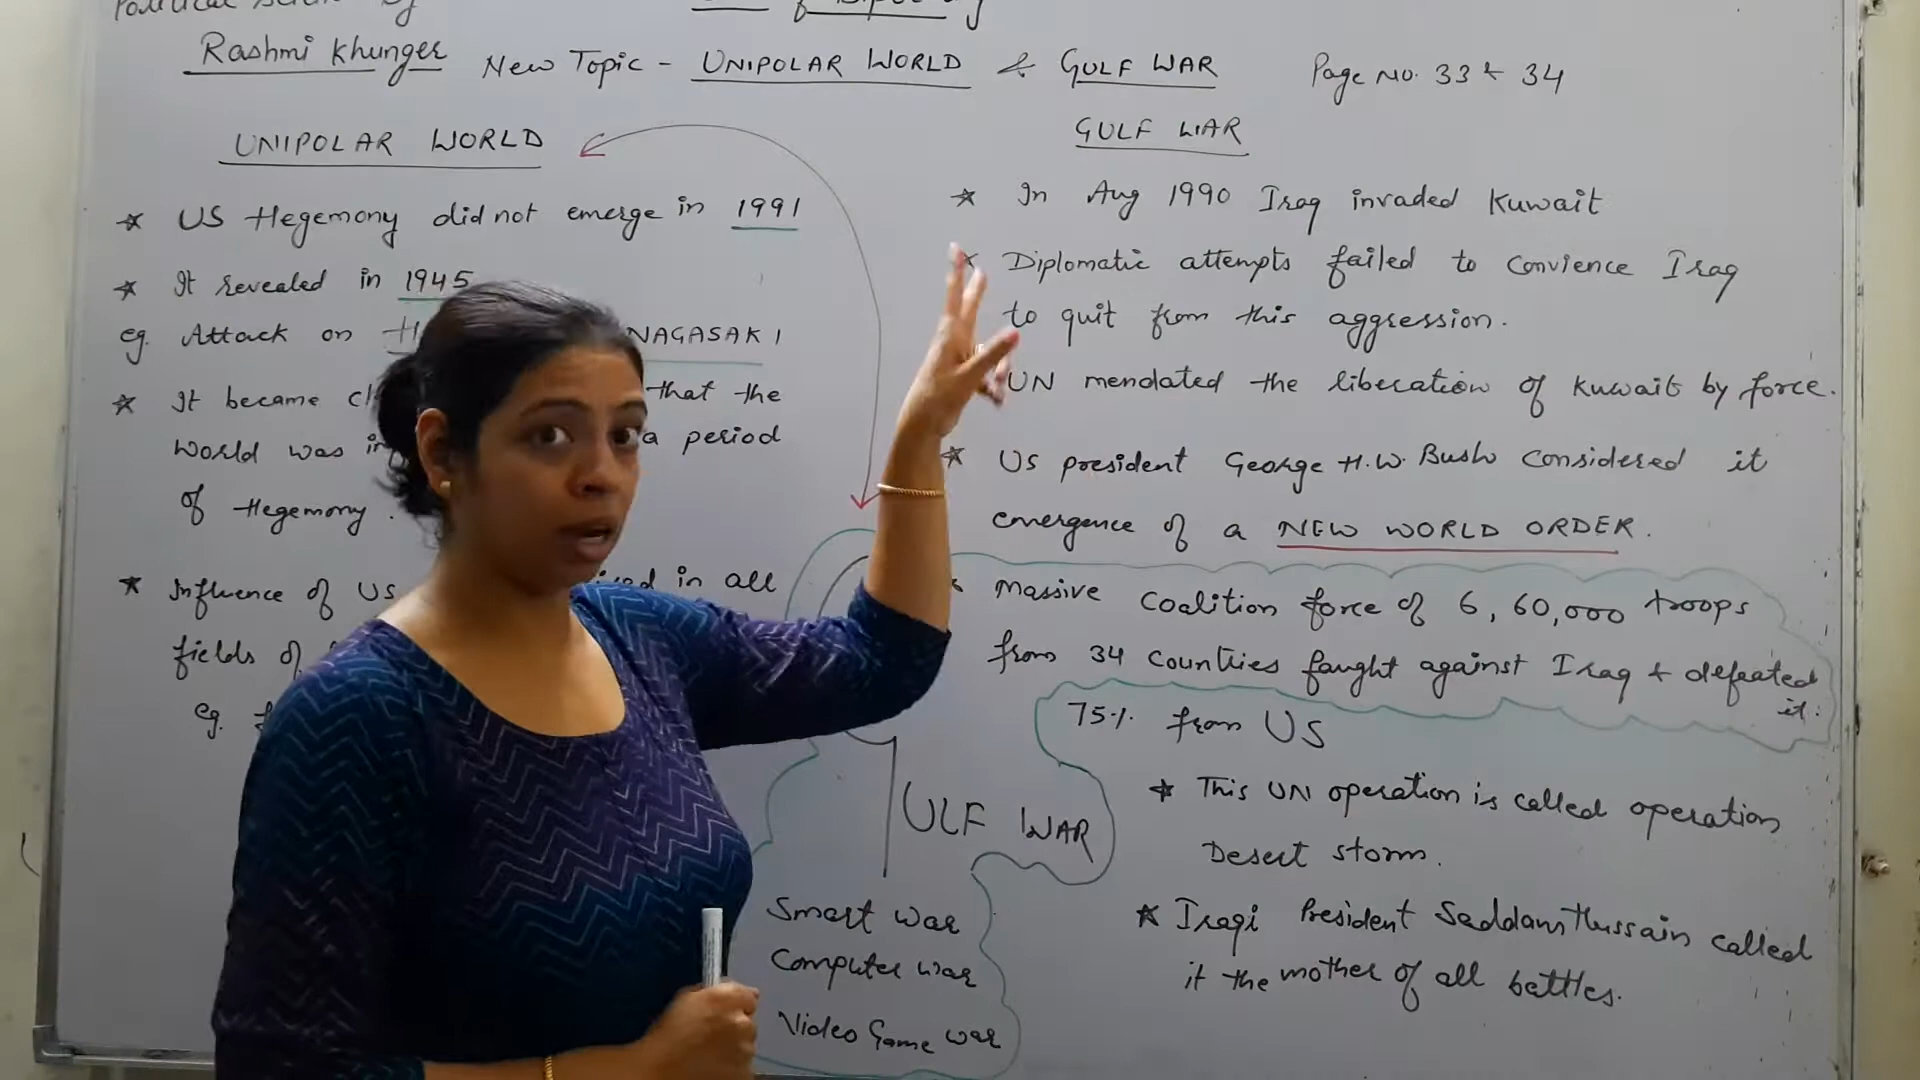 Political
Rashmi Khunger New Topic - UNIPOLAR WORLD & GULF WAR Page No. 33 & 34
UNIPOLAR WORLD
★ US Hegemony did not emerge in 1991
★ It revealed in 1945
eg. Attack on NAGASAKI
★ It became that the
World was a period
of Hegemony.
★ Influence of US in all
fields of
eg.
GULF WAR
★ In Aug 1990 Iraq invaded Kuwait
Diplomatic attempts failed to convience Iraq
to quit from this aggression.
UN mendated the liberation of Kuwait by force.
★ US president George H.W. Bush considered it
emergence of a NEW WORLD ORDER.
Massive Coalition force of 6,60,000 troops
from 34 countries faught against Iraq & defeated
it.
75% from US
★ This UN operation is called operation
Desert storm.
★ Iraqi President Saddam Hussain called
it the mother of all battles.
ULF WAR
Smart war
Computer war
Video Game war